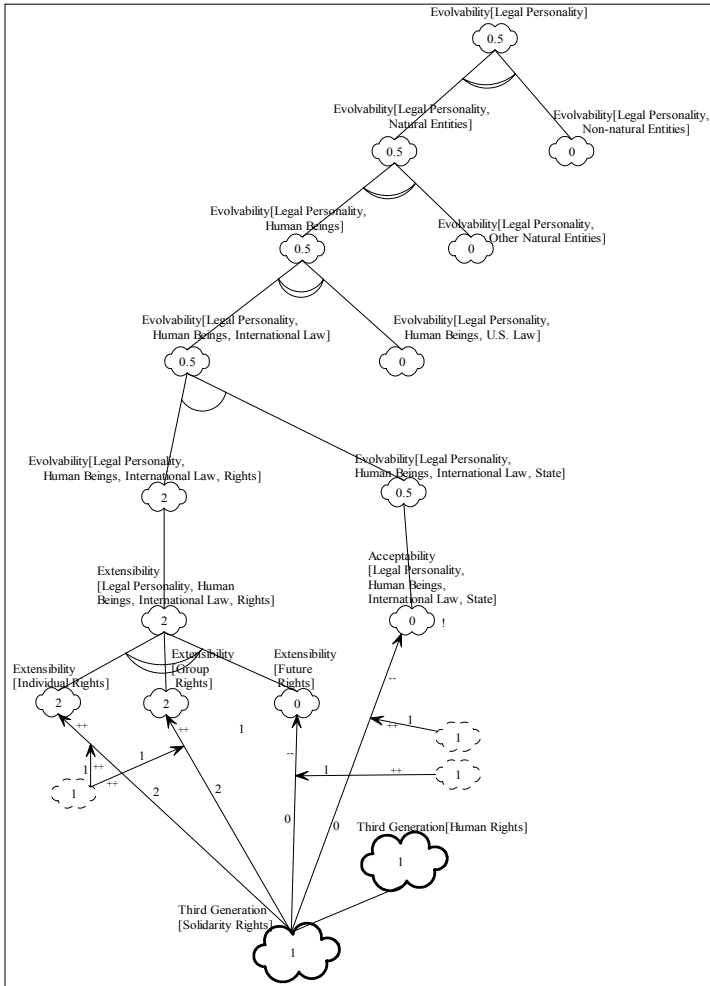 Evolvability[Legal Personality]
0.5
Evolvability[Legal Personality,
Natural Entities]
Evolvability[Legal Personality,
Non-natural Entities]
0.5
0
Evolvability[Legal Personality,
Human Beings]
Evolvability[Legal Personality,
Other Natural Entities]
0.5
0
Evolvability[Legal Personality,
Human Beings, International Law]
Evolvability[Legal Personality,
Human Beings, U.S. Law]
0.5
0
Evolvability[Legal Personality,
Human Beings, International Law, Rights]
Evolvability[Legal Personality,
Human Beings, International Law, State]
2
0.5
Extensibility
[Legal Personality, Human
Beings, International Law, Rights]
2
Acceptability
[Legal Personality,
Human Beings,
International Law, State]
0 !
Extensibility
[Individual Rights]
2
Extensibility
[Group
Rights]
2
Extensibility
[Future
Rights]
0
++
++
1
--
--
1
++
1
1
++
1
++
1
1
++
1
++
1
2
2
0
0
Third Generation[Human Rights]
1
Third Generation
[Solidarity Rights]
1